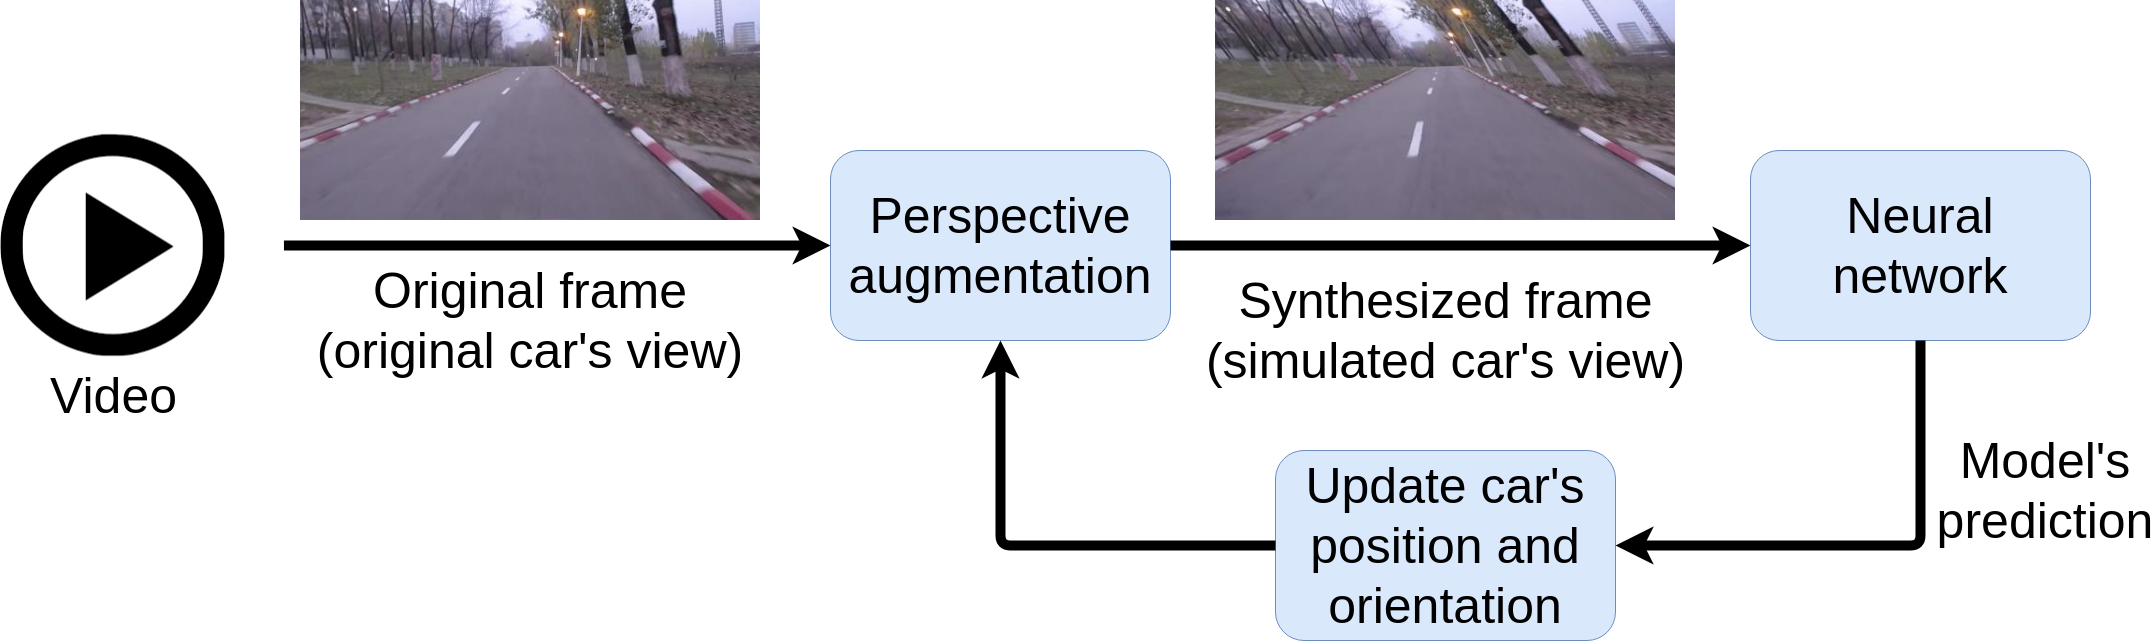 Video
Original frame
(original car's view)
Perspective
augmentation
Synthesized frame
(simulated car's view)
Neural
network
Model's
prediction
Update car's
position and
orientation